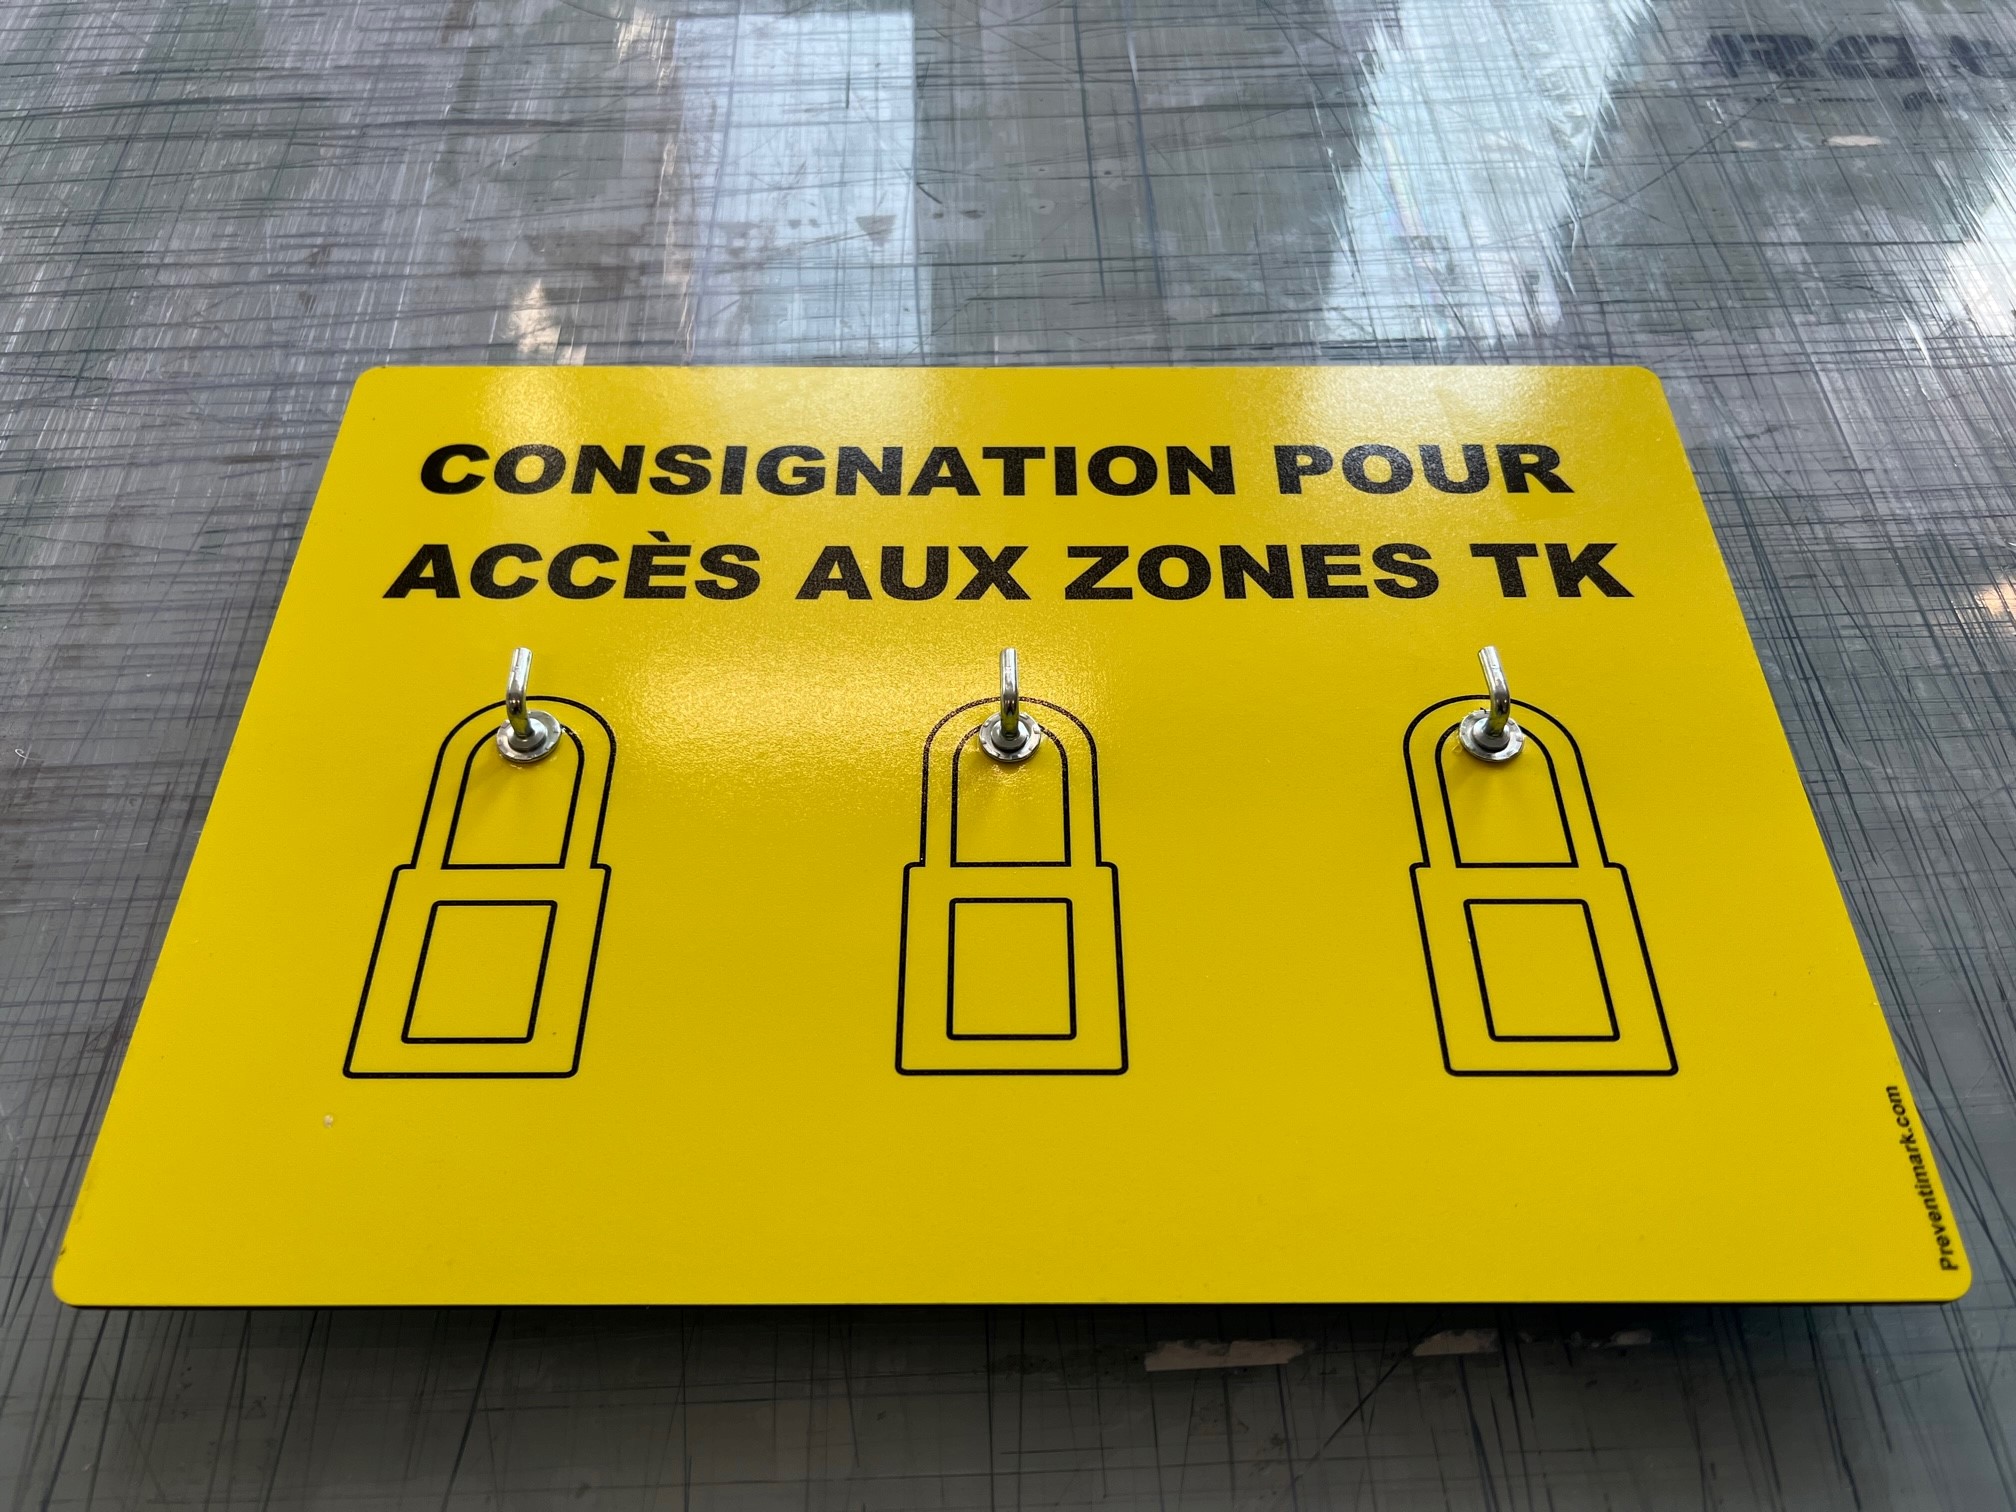 CONSIGNATION POUR
ACCÈS AUX ZONES TK
Preventimark.com